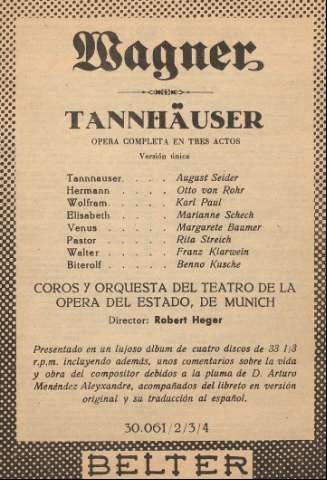 Wagner
TANNHÄUSER
OPERA COMPLETA EN TRES ACTOS
Versión única
Tannhauser. . . . . August Seider
Hermann . . . . . Otto von Rohr
Wolfram. . . . . Karl Paul
Elisabeth . . . . . Marianne Schech
Venus . . . . . Margarete Baumer
Pastor . . . . . Rita Streich
Walter . . . . . Franz Klarwein
Biterolf . . . . . Benno Kusche
COROS Y ORQUESTA DEL TEATRO DE LA
OPERA DEL ESTADO, DE MUNICH
Director: Robert Heger
Presentado en un lujoso álbum de cuatro discos de 33 1/3
r.p.m. incluyendo además, unos comentarios sobre la vida
y obra del compositor debidos a la pluma de D. Arturo
Menéndez Aleyxandre, acompañados del libreto en versión
original y su traducción al español.
30.061/2/3/4
BELTER